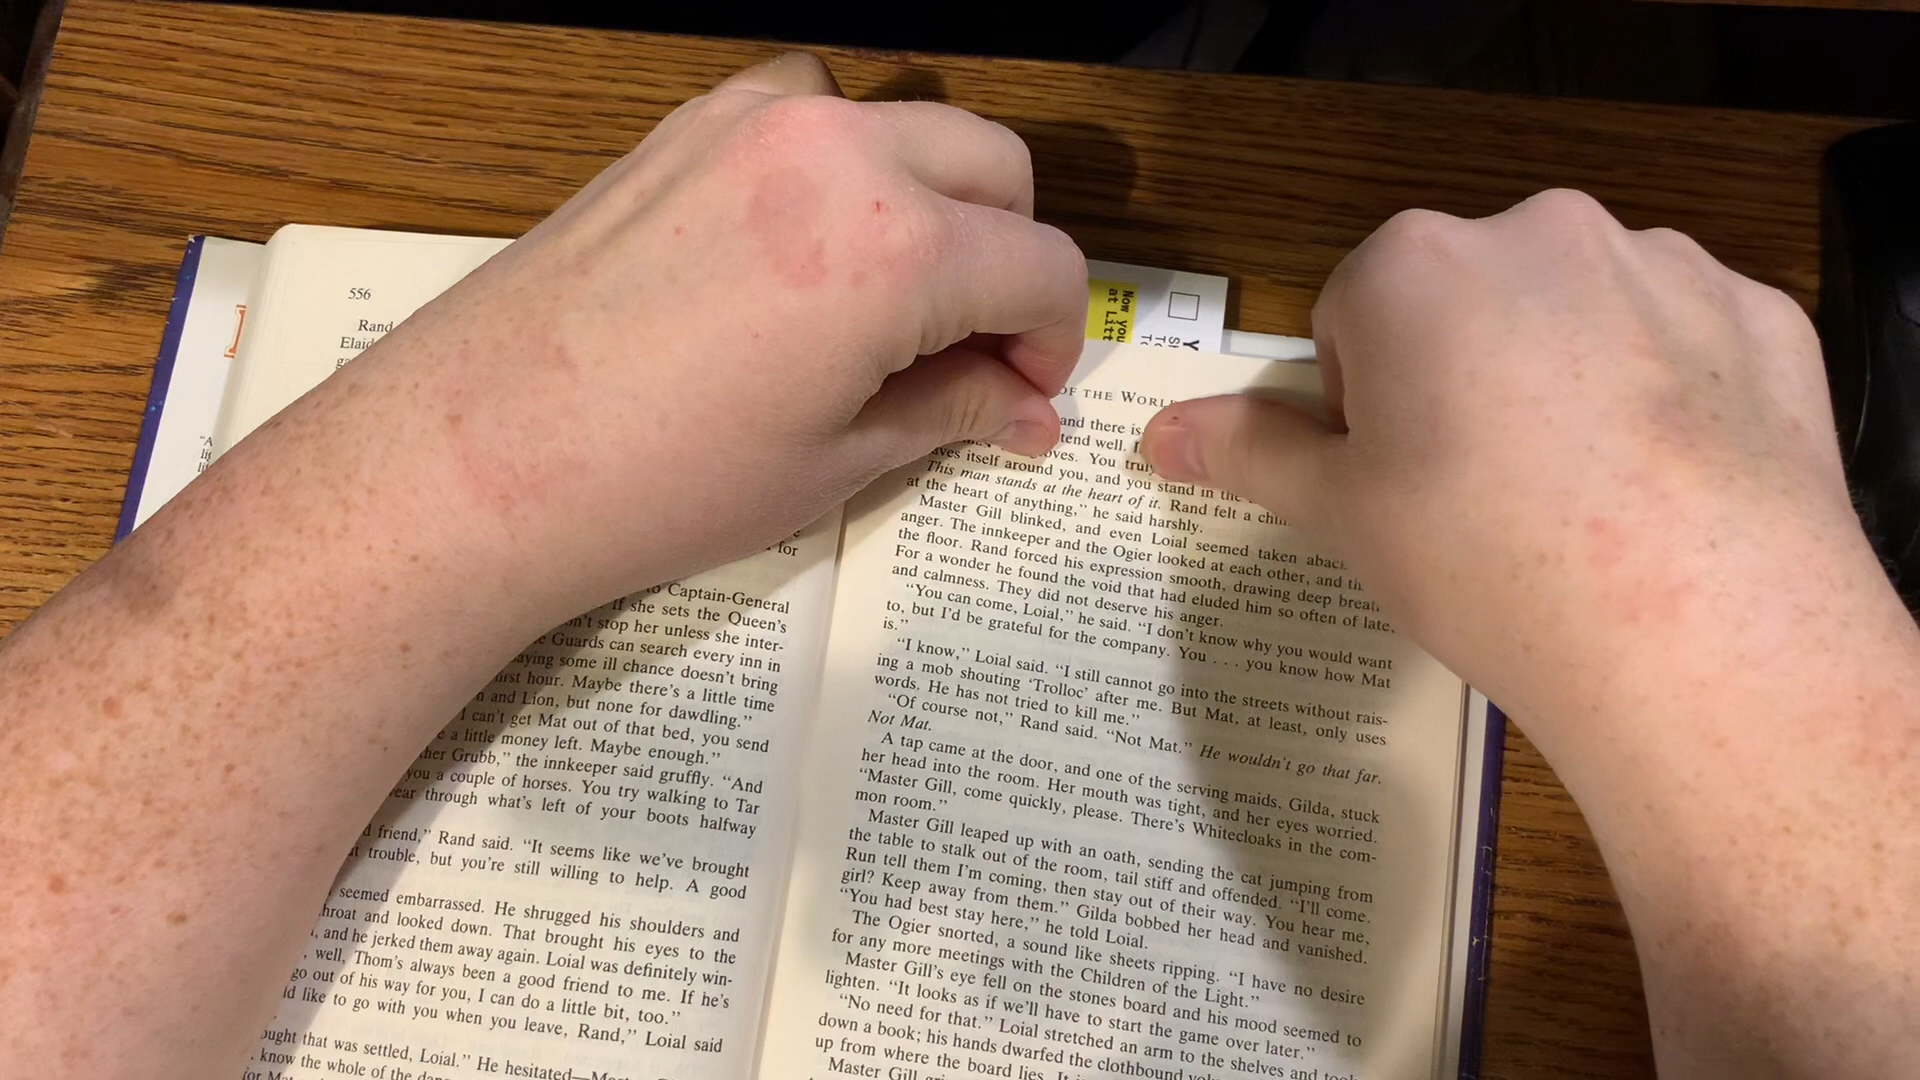 556
Rand
Elaid
ga
"A
lit
lif
for
to Captain-General
If she sets the Queen's
n't stop her unless she inter-
e Guards can search every inn in
aying some ill chance doesn't bring
first hour. Maybe there's a little time
n and Lion, but none for dawdling."
I can't get Mat out of that bed, you send
e a little money left. Maybe enough."
ther Grubb," the innkeeper said gruffly. "And
you a couple of horses. You try walking to Tar
ear through what's left of your boots halfway
d friend," Rand said. "It seems like we've brought
t trouble, but you're still willing to help. A good
seemed embarrassed. He shrugged his shoulders and
throat and looked down. That brought his eyes to the
, and he jerked them away again. Loial was definitely win-
, well, Thom's always been a good friend to me. If he's
go out of his way for you, I can do a little bit, too."
ld like to go with you when you leave, Rand," Loial said
ought that was settled, Loial." He hesitated—
know the whole of the
for
Now you
at Litt
Y
OF THE WORL
and there is
tend well.
oves. You truly
ves itself around you, and you stand in the
This man stands at the heart of it. Rand felt a chil
at the heart of anything," he said harshly.
Master Gill blinked, and even Loial seemed taken aback
anger. The innkeeper and the Ogier looked at each other, and th
the floor. Rand forced his expression smooth, drawing deep breat
For a wonder he found the void that had eluded him so often of late,
and calmness. They did not deserve his anger.
"You can come, Loial," he said. "I don't know why you would want
to, but I'd be grateful for the company. You . . . you know how Mat
is."
"I know," Loial said. "I still cannot go into the streets without rais-
ing a mob shouting 'Trolloc' after me. But Mat, at least, only uses
words. He has not tried to kill me."
"Of course not," Rand said. "Not Mat." He wouldn't go that far.
Not Mat.
A tap came at the door, and one of the serving maids, Gilda, stuck
her head into the room. Her mouth was tight, and her eyes worried.
"Master Gill, come quickly, please. There's Whitecloaks in the com-
mon room."
Master Gill leaped up with an oath, sending the cat jumping from
the table to stalk out of the room, tail stiff and offended. "I'll come.
Run tell them I'm coming, then stay out of their way. You hear me,
girl? Keep away from them." Gilda bobbed her head and vanished.
"You had best stay here," he told Loial.
The Ogier snorted, a sound like sheets ripping. "I have no desire
for any more meetings with the Children of the Light."
Master Gill's eye fell on the stones board and his mood seemed to
lighten. "It looks as if we'll have to start the game over later."
"No need for that." Loial stretched an arm to the shelves and took
down a book; his hands dwarfed the clothbound
up from where the board lies. It
Master Gill